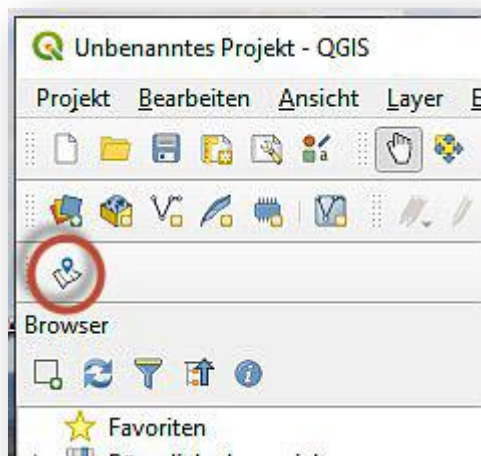 Unbenanntes Projekt - QGIS
Projekt Bearbeiten Ansicht Layer
Browser
Favoriten